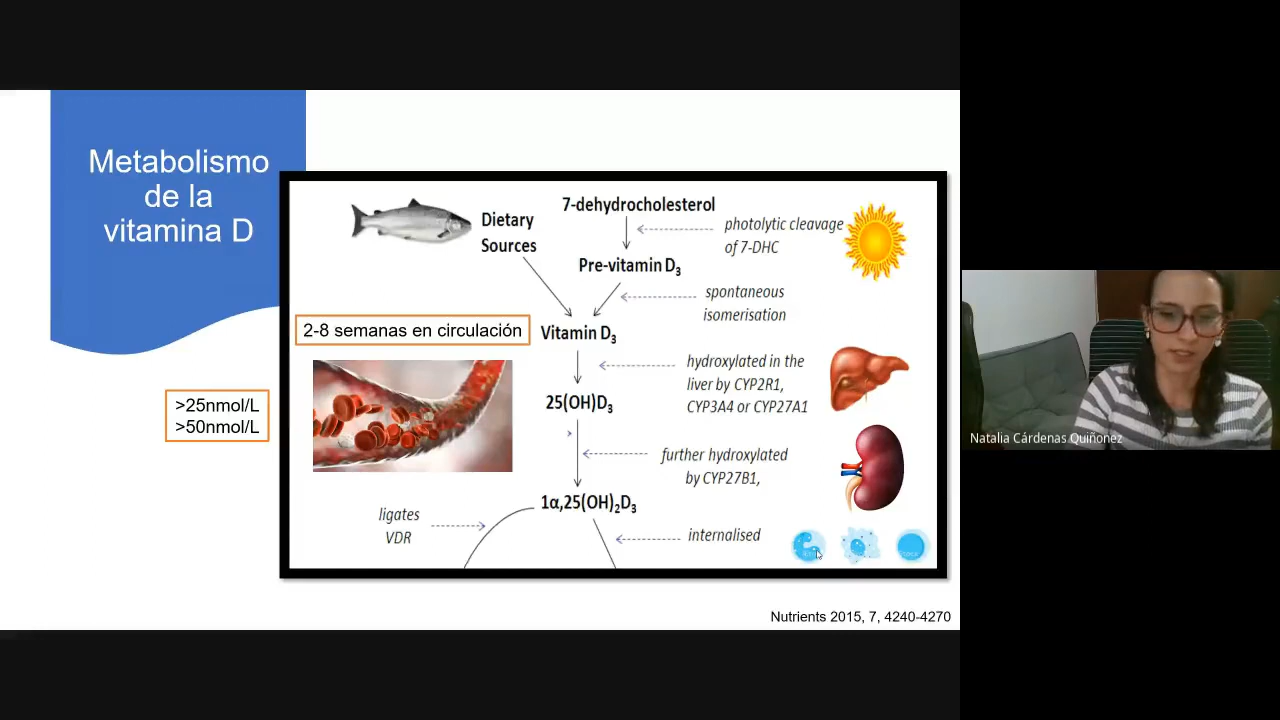 Metabolismo
de la
vitamina D
Dietary
Sources
7-dehydrocholesterol
photolytic cleavage
of 7-DHC
Pre-vitamin D₃
spontaneous
isomerisation
2-8 semanas en circulación
Vitamin D₃
hydroxylated in the
liver by CYP2R1,
CYP3A4 or CYP27A1
>25nmol/L
>50nmol/L
25(OH)D₃
further hydroxylated
by CYP27B1,
1α,25(OH)₂D₃
ligates
VDR
internalised
Nutrients 2015, 7, 4240-4270
Natalia Cárdenas Quiñonez